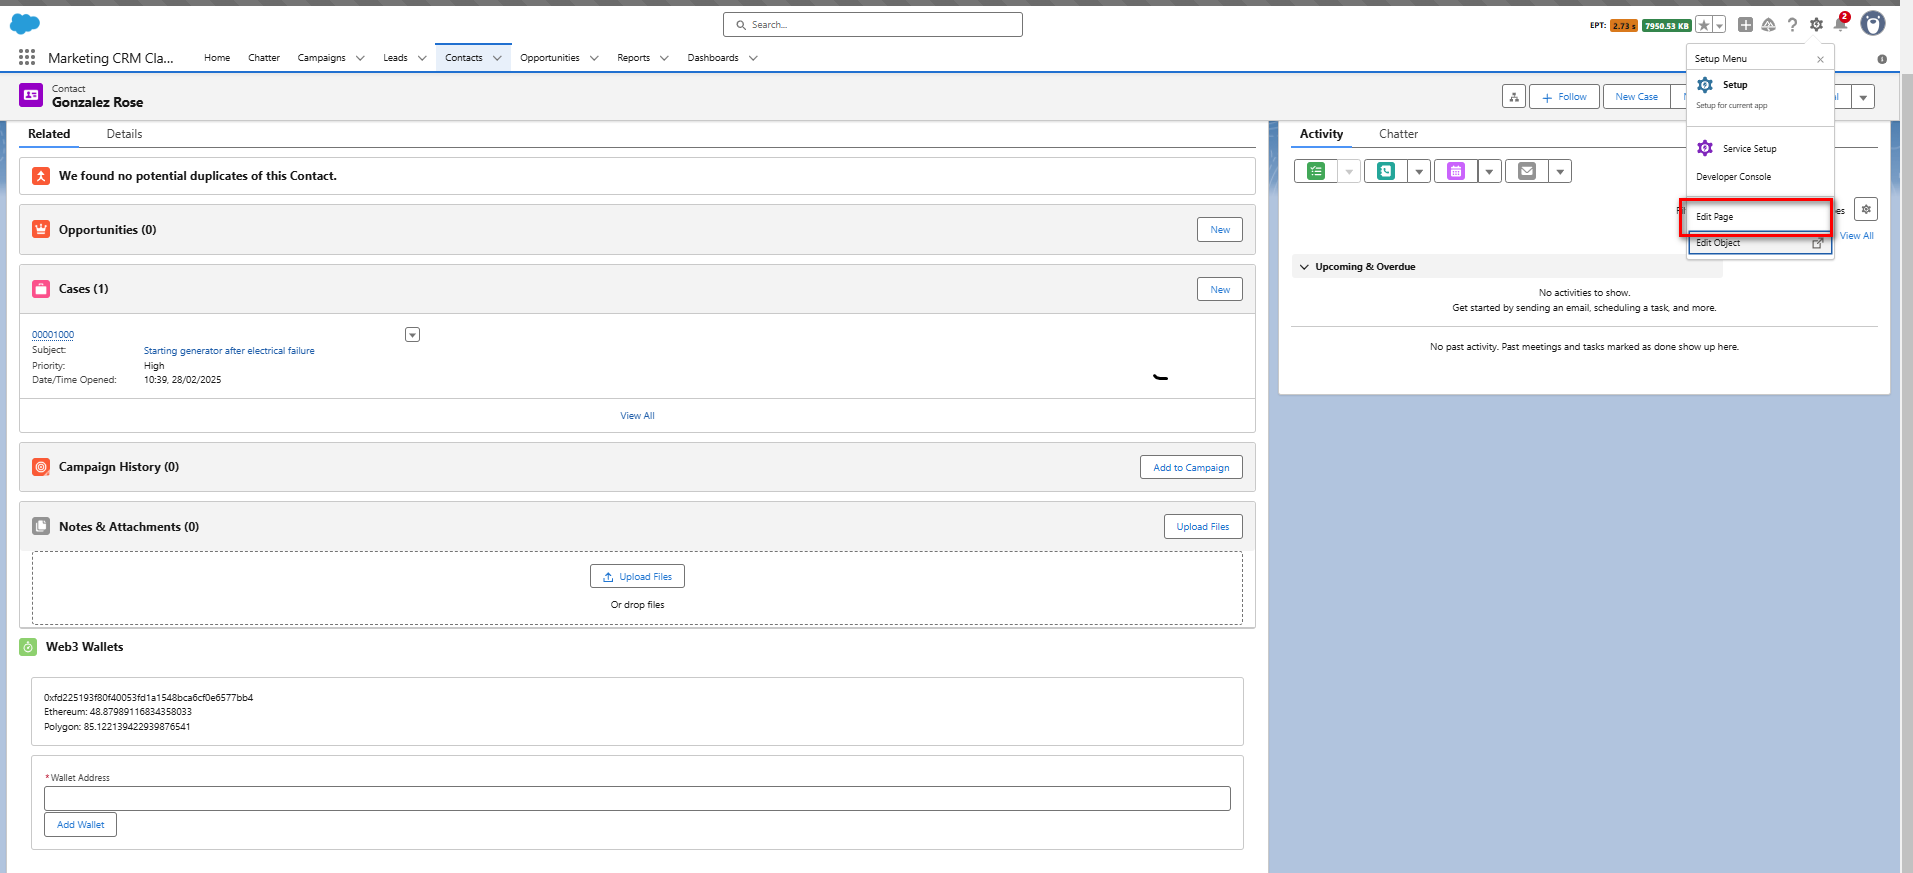 Search...
EPT: 2.73 s 7950.53 KB
2
Marketing CRM Cla...
Home
Chatter
Campaigns
Leads
Contacts
Opportunities
Reports
Dashboards
Setup Menu
Setup
Setup for current app
Service Setup
Developer Console
Edit Page
Edit Object
Contact
Gonzalez Rose
Follow
New Case
Related
Details
We found no potential duplicates of this Contact.
Opportunities (0)
New
Cases (1)
New
00001000
Subject: Starting generator after electrical failure
Priority: High
Date/Time Opened: 10:39, 28/02/2025
View All
Campaign History (0)
Add to Campaign
Notes & Attachments (0)
Upload Files
Upload Files
Or drop files
Web3 Wallets
0xfd225193f80f40053fd1a1548bca6cf0e6577bb4
Ethereum: 48.87989116834358033
Polygon: 85.122139422939876541
*Wallet Address
Add Wallet
Activity
Chatter
View All
Upcoming & Overdue
No activities to show.
Get started by sending an email, scheduling a task, and more.
No past activity. Past meetings and tasks marked as done show up here.